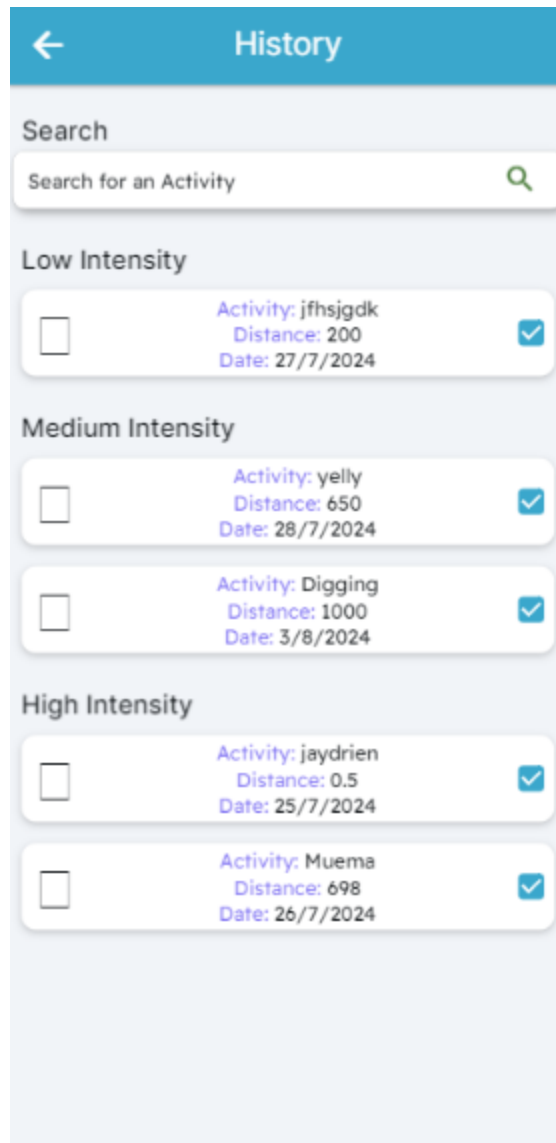 History
Search
Search for an Activity
Low Intensity
Activity: jfhsjgdk
Distance: 200
Date: 27/7/2024
Medium Intensity
Activity: yelly
Distance: 650
Date: 28/7/2024
Activity: Digging
Distance: 1000
Date: 3/8/2024
High Intensity
Activity: jaydrien
Distance: 0.5
Date: 25/7/2024
Activity: Muema
Distance: 698
Date: 26/7/2024